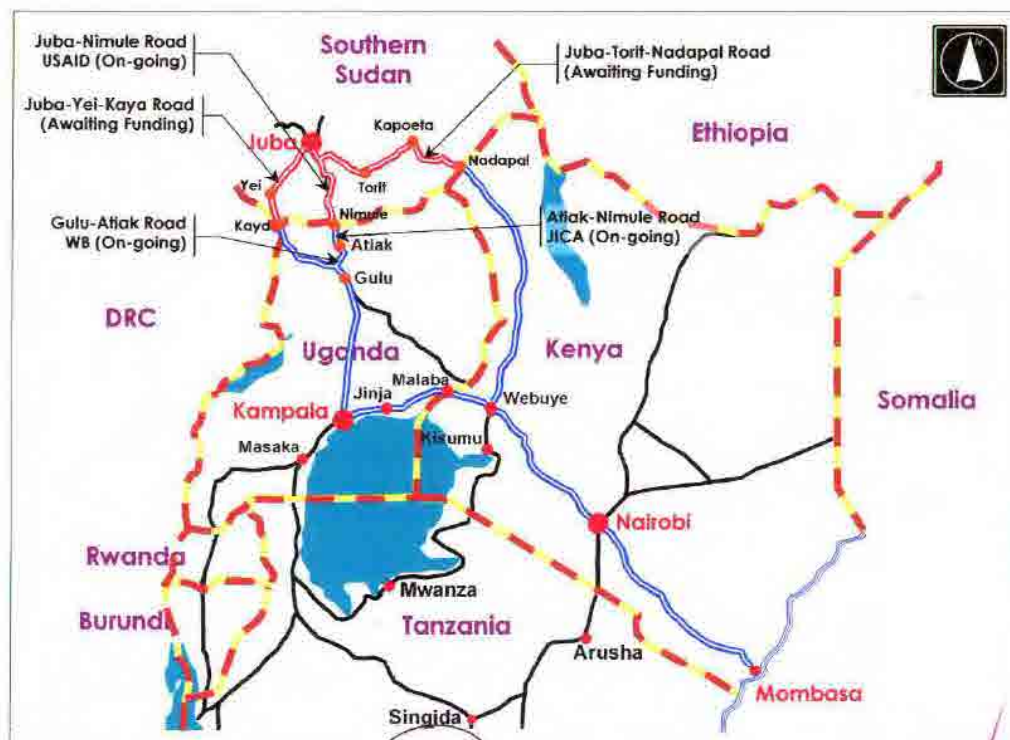 Juba-Nimule Road
USAID (On-going)
Southern
Sudan
Juba-Torit-Nadapal Road
(Awaiting Funding)
N
Juba-Yei-Kaya Road
(Awaiting Funding)
Juba
Kapoeta
Ethiopia
Nadapal
Yei
Torit
Gulu-Atiak Road
WB (On-going)
Kaya
Nimule
Atiak
Atiak-Nimule Road
JICA (On-going)
Gulu
DRC
Uganda
Kenya
Malaba
Jinja
Webuye
Somalia
Kampala
Kisumu
Masaka
Nairobi
Rwanda
Mwanza
Burundi
Tanzania
Arusha
Mombasa
Singida